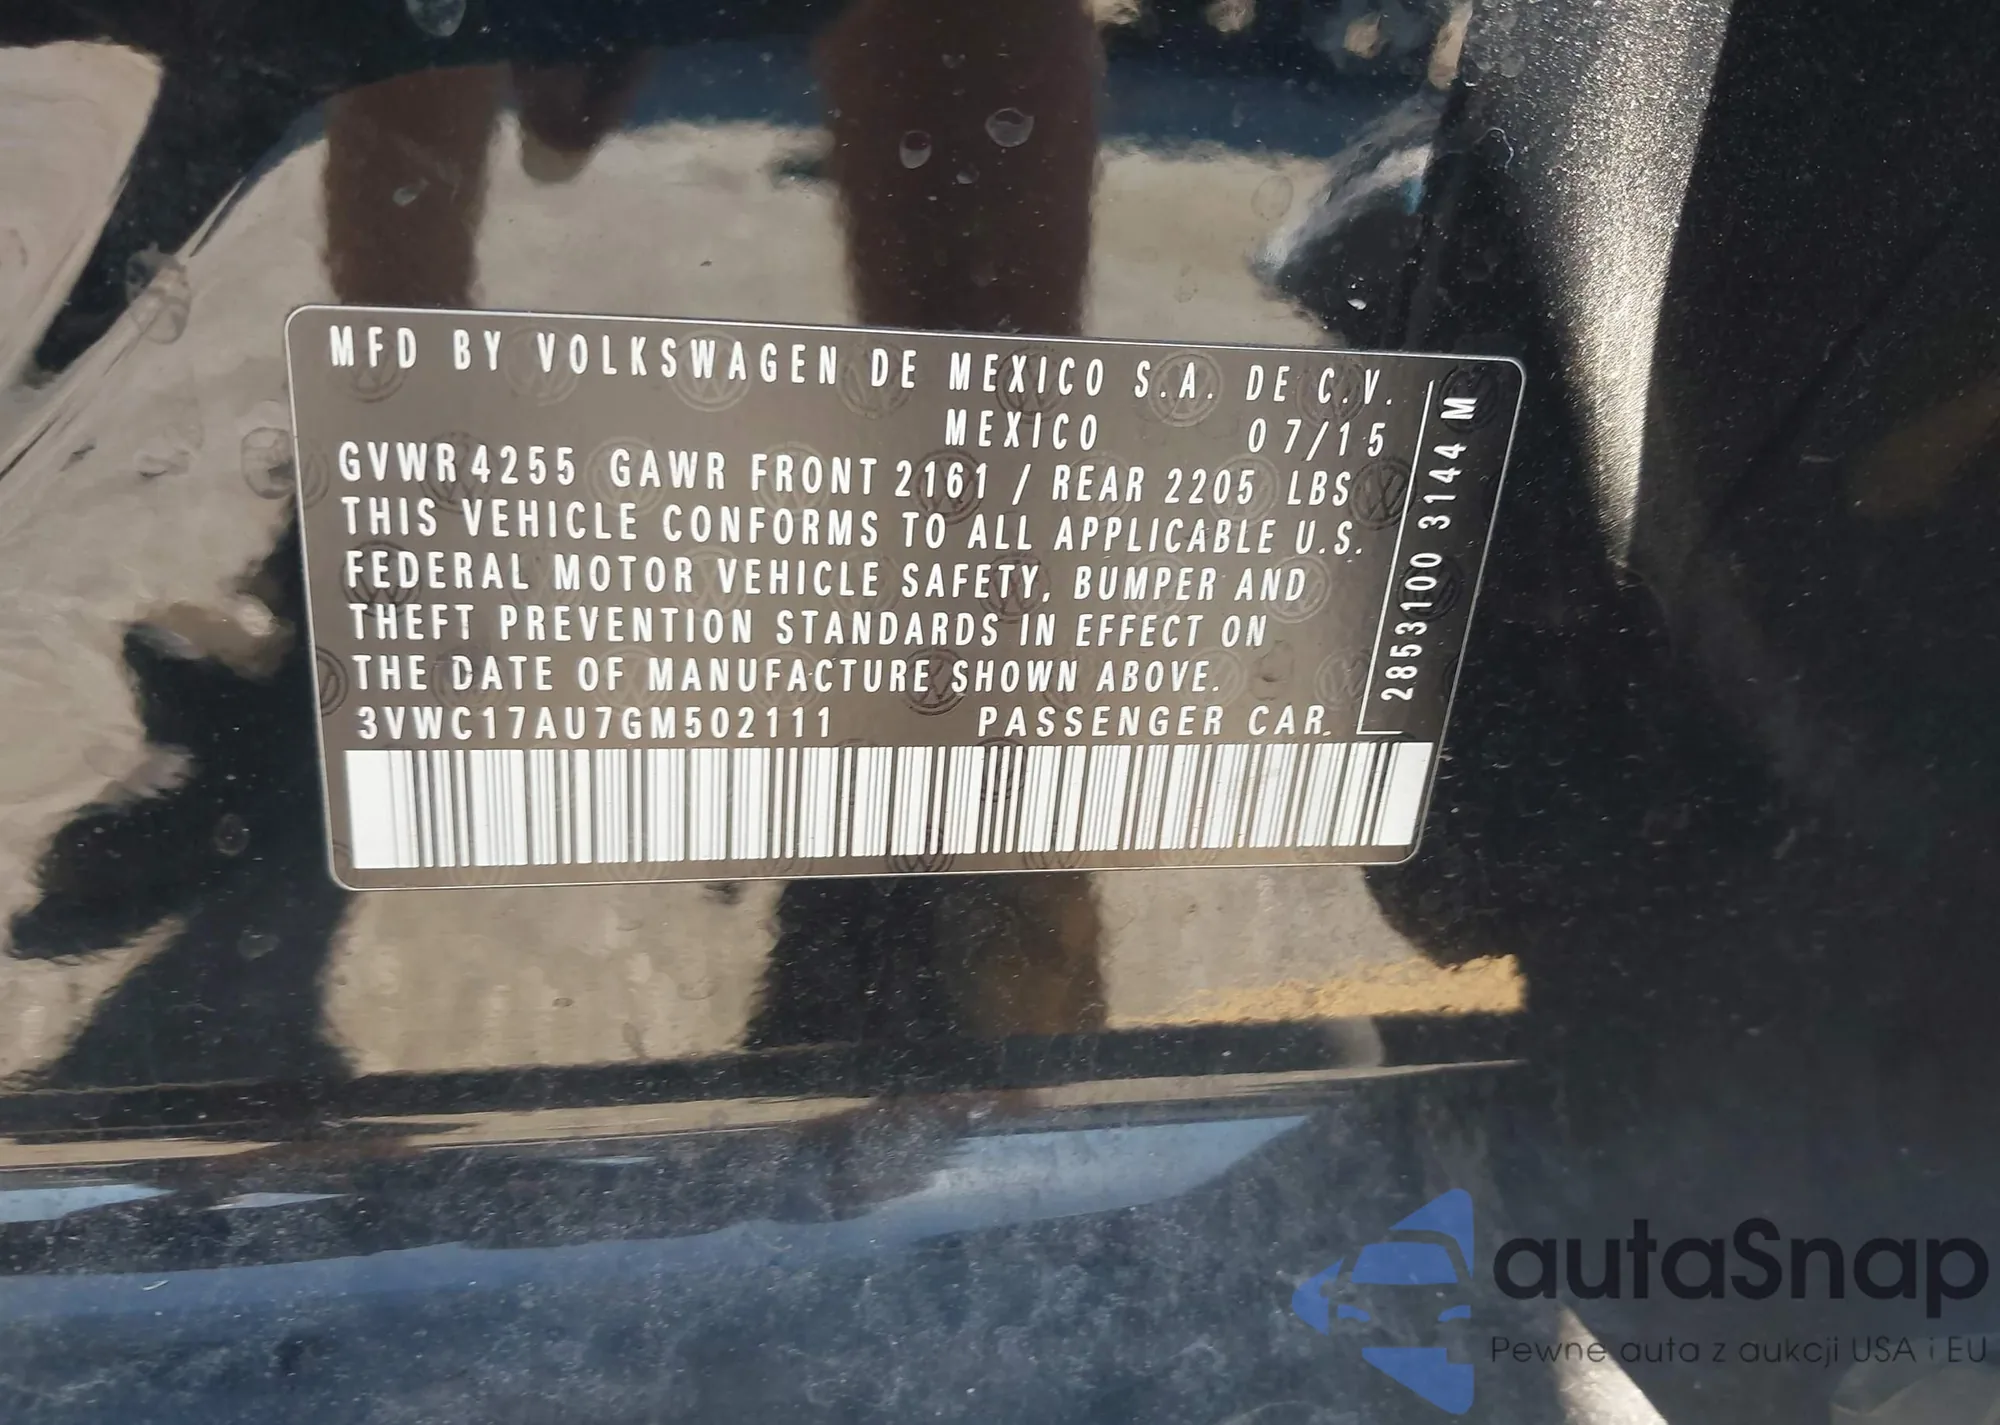 MFD BY VOLKSWAGEN DE MEXICO S.A. DE C.V.
MEXICO 07/15
GVWR 4255 GAWR FRONT 2161 / REAR 2205 LBS
THIS VEHICLE CONFORMS TO ALL APPLICABLE U.S.
FEDERAL MOTOR VEHICLE SAFETY, BUMPER AND
THEFT PREVENTION STANDARDS IN EFFECT ON
THE DATE OF MANUFACTURE SHOWN ABOVE.
3VWC17AU7GM502111 PASSENGER CAR.
2853100 3144 M
autaSnap
Pewne auta z aukcji USA i EU